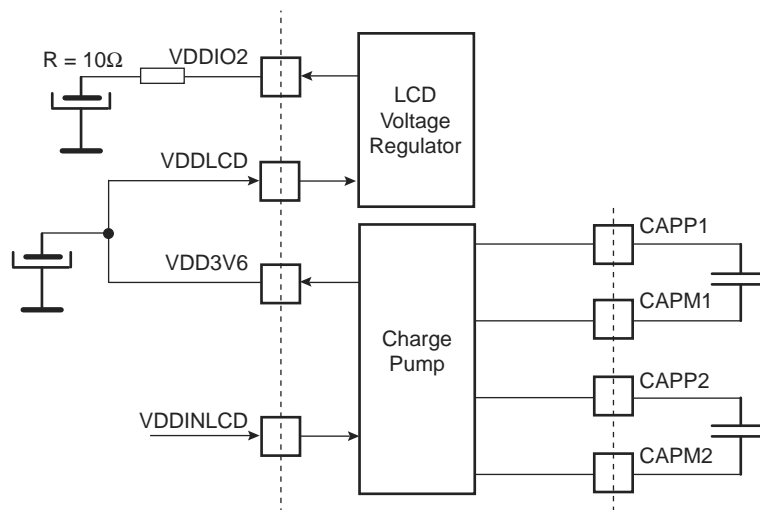 R = 10Ω
VDDIO2
LCD
Voltage
Regulator
VDDLCD
VDD3V6
Charge
Pump
VDDINLCD
CAPP1
CAPM1
CAPP2
CAPM2